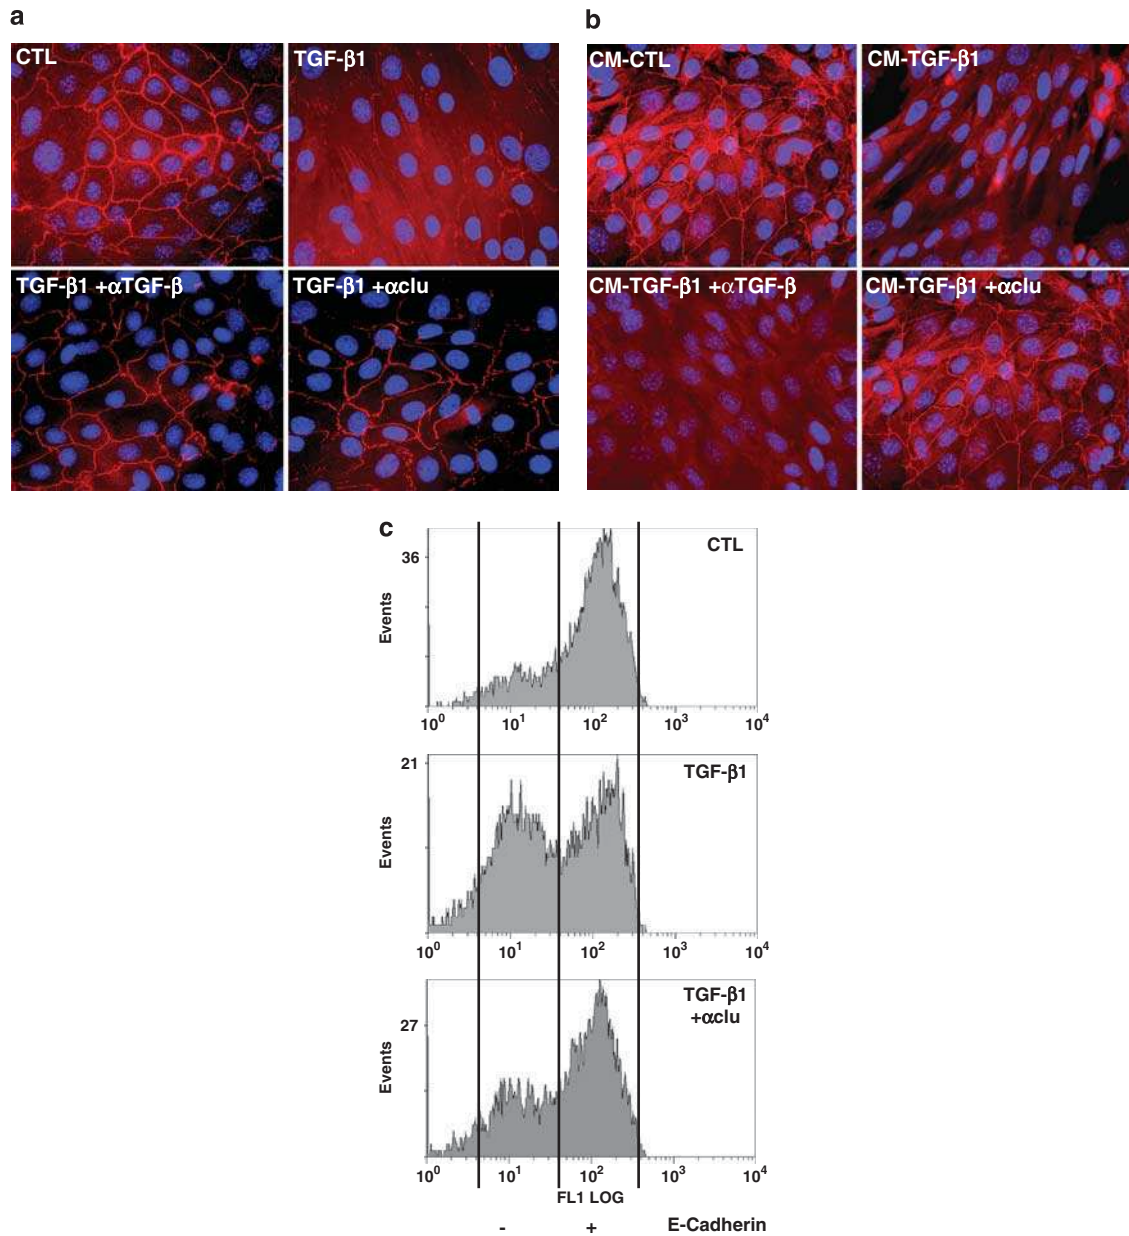 a
CTL
TGF-β1
TGF-β1 +αTGF-β
TGF-β1 +αclu
b
CM-CTL
CM-TGF-β1
CM-TGF-β1 +αTGF-β
CM-TGF-β1 +αclu
c
CTL
36
Events
10⁰ 10¹ 10² 10³ 10⁴
TGF-β1
21
Events
10⁰ 10¹ 10² 10³ 10⁴
TGF-β1
+αclu
27
Events
10⁰ 10¹ 10² 10³ 10⁴
FL1 LOG
- + E-Cadherin